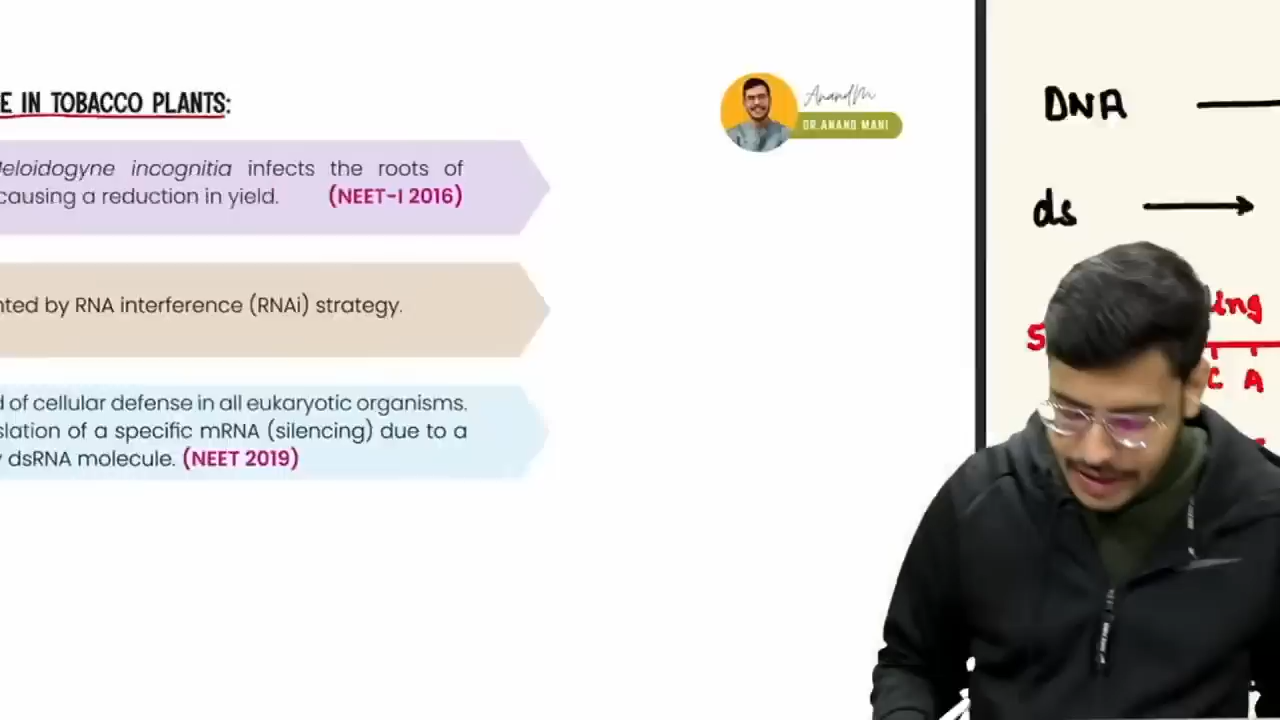 E IN TOBACCO PLANTS:
eloidogyne incognitia infects the roots of
causing a reduction in yield. (NEET-I 2016)
nted by RNA interference (RNAi) strategy.
d of cellular defense in all eukaryotic organisms.
slation of a specific mRNA (silencing) due to a
dsRNA molecule. (NEET 2019)
AnandM
DR.ANAND MANI
DNA
ds
ing
5
C A